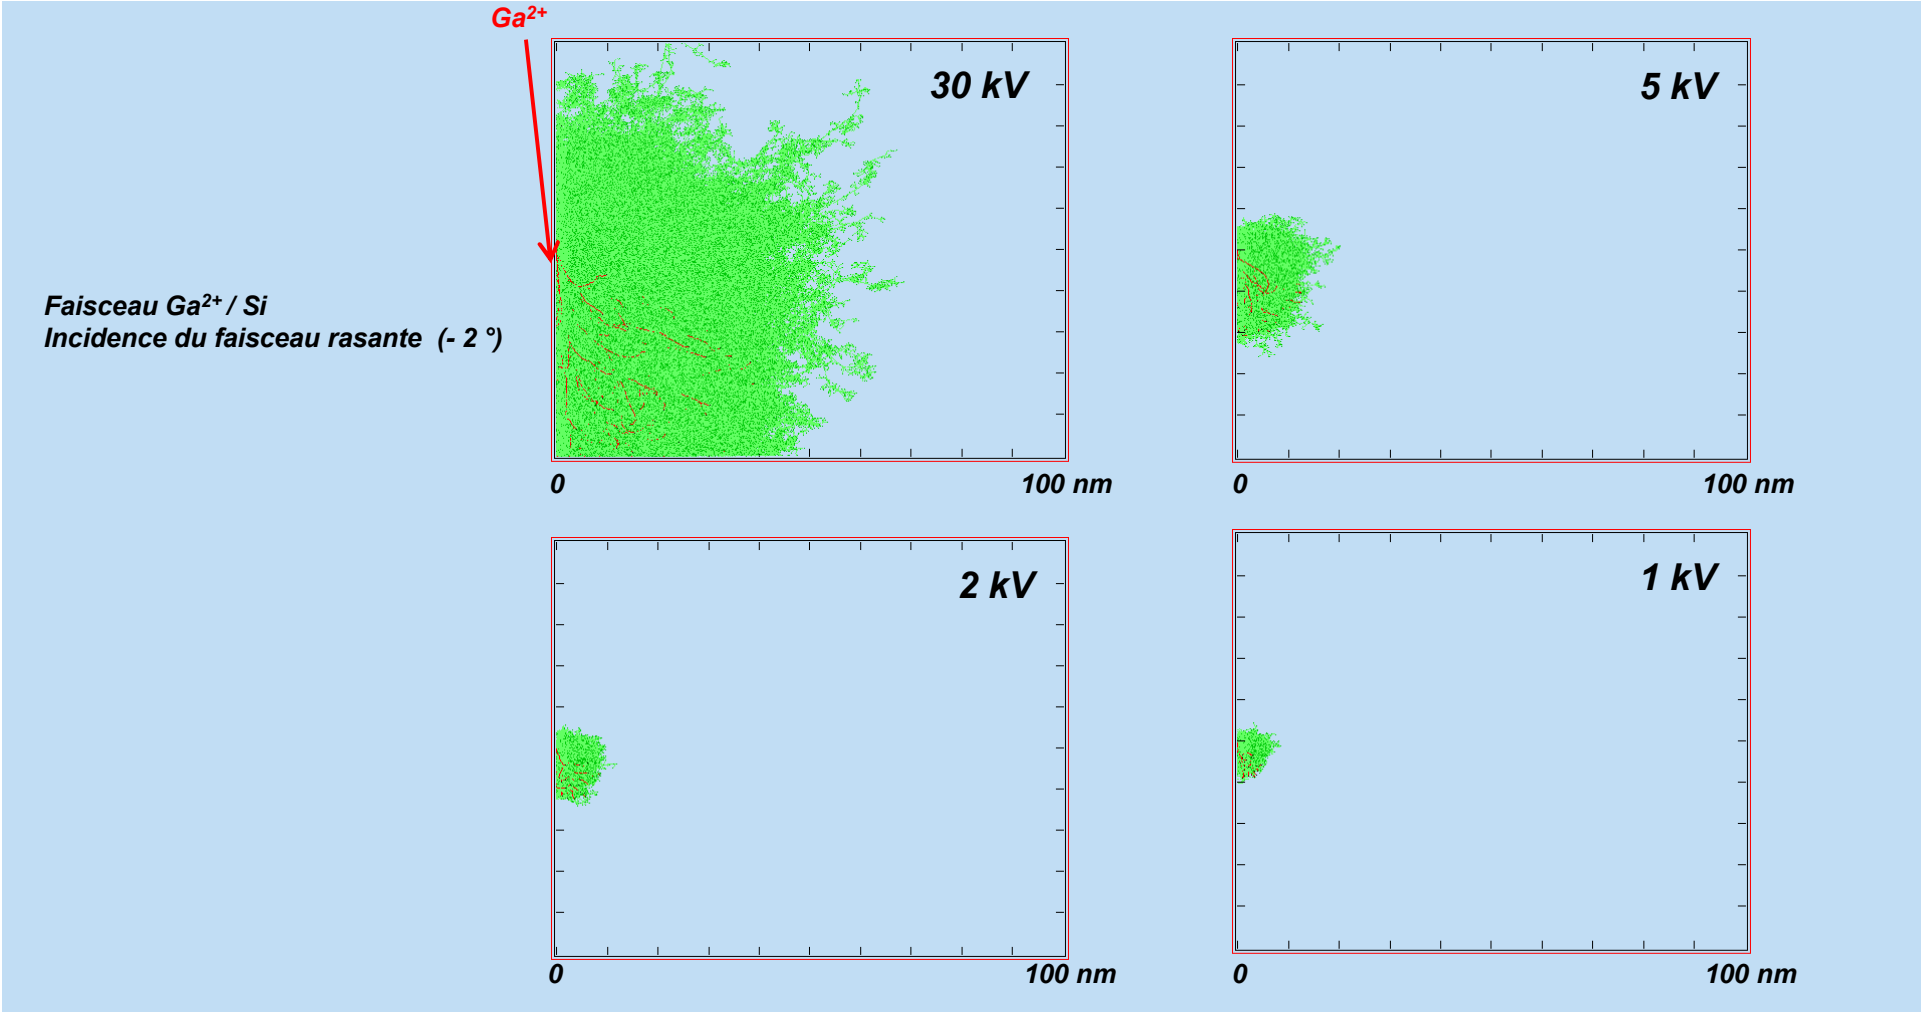 Ga²⁺
30 kV
5 kV
Faisceau Ga²⁺ / Si
Incidence du faisceau rasante (- 2 °)
0
100 nm
0
100 nm
2 kV
1 kV
0
100 nm
0
100 nm